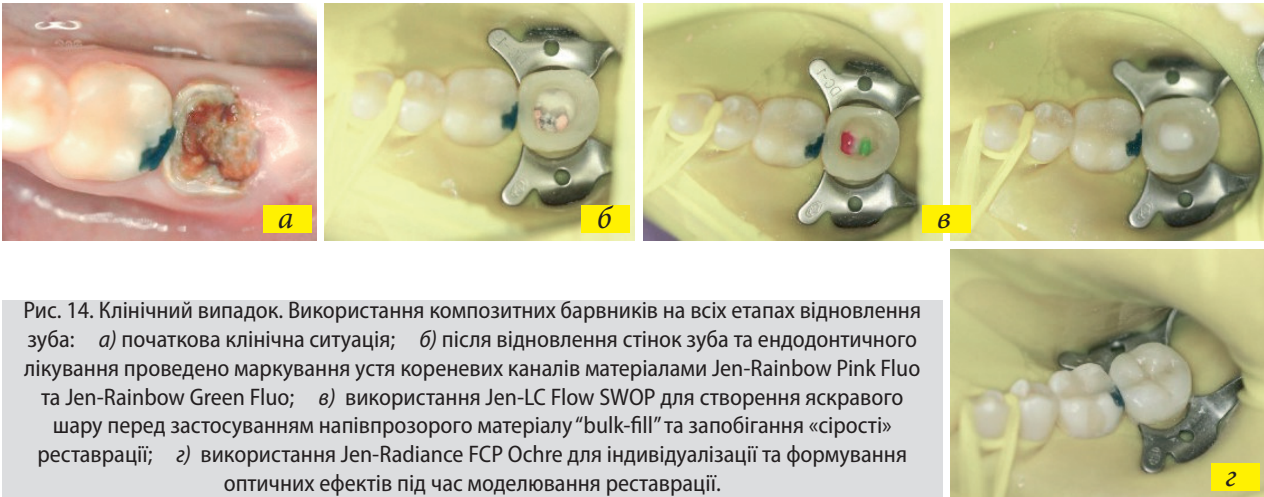 а
б
в
г
Рис. 14. Клінічний випадок. Використання композитних барвників на всіх етапах відновлення
зуба: а) початкова клінічна ситуація; б) після відновлення стінок зуба та ендодонтичного
лікування проведено маркування устя кореневих каналів матеріалами Jen-Rainbow Pink Fluo
та Jen-Rainbow Green Fluo; в) використання Jen-LC Flow SWOP для створення яскравого
шару перед застосуванням напівпрозорого матеріалу “bulk-fill” та запобігання «сірості»
реставрації; г) використання Jen-Radiance FCP Ochre для індивідуалізації та формування
оптичних ефектів під час моделювання реставрації.